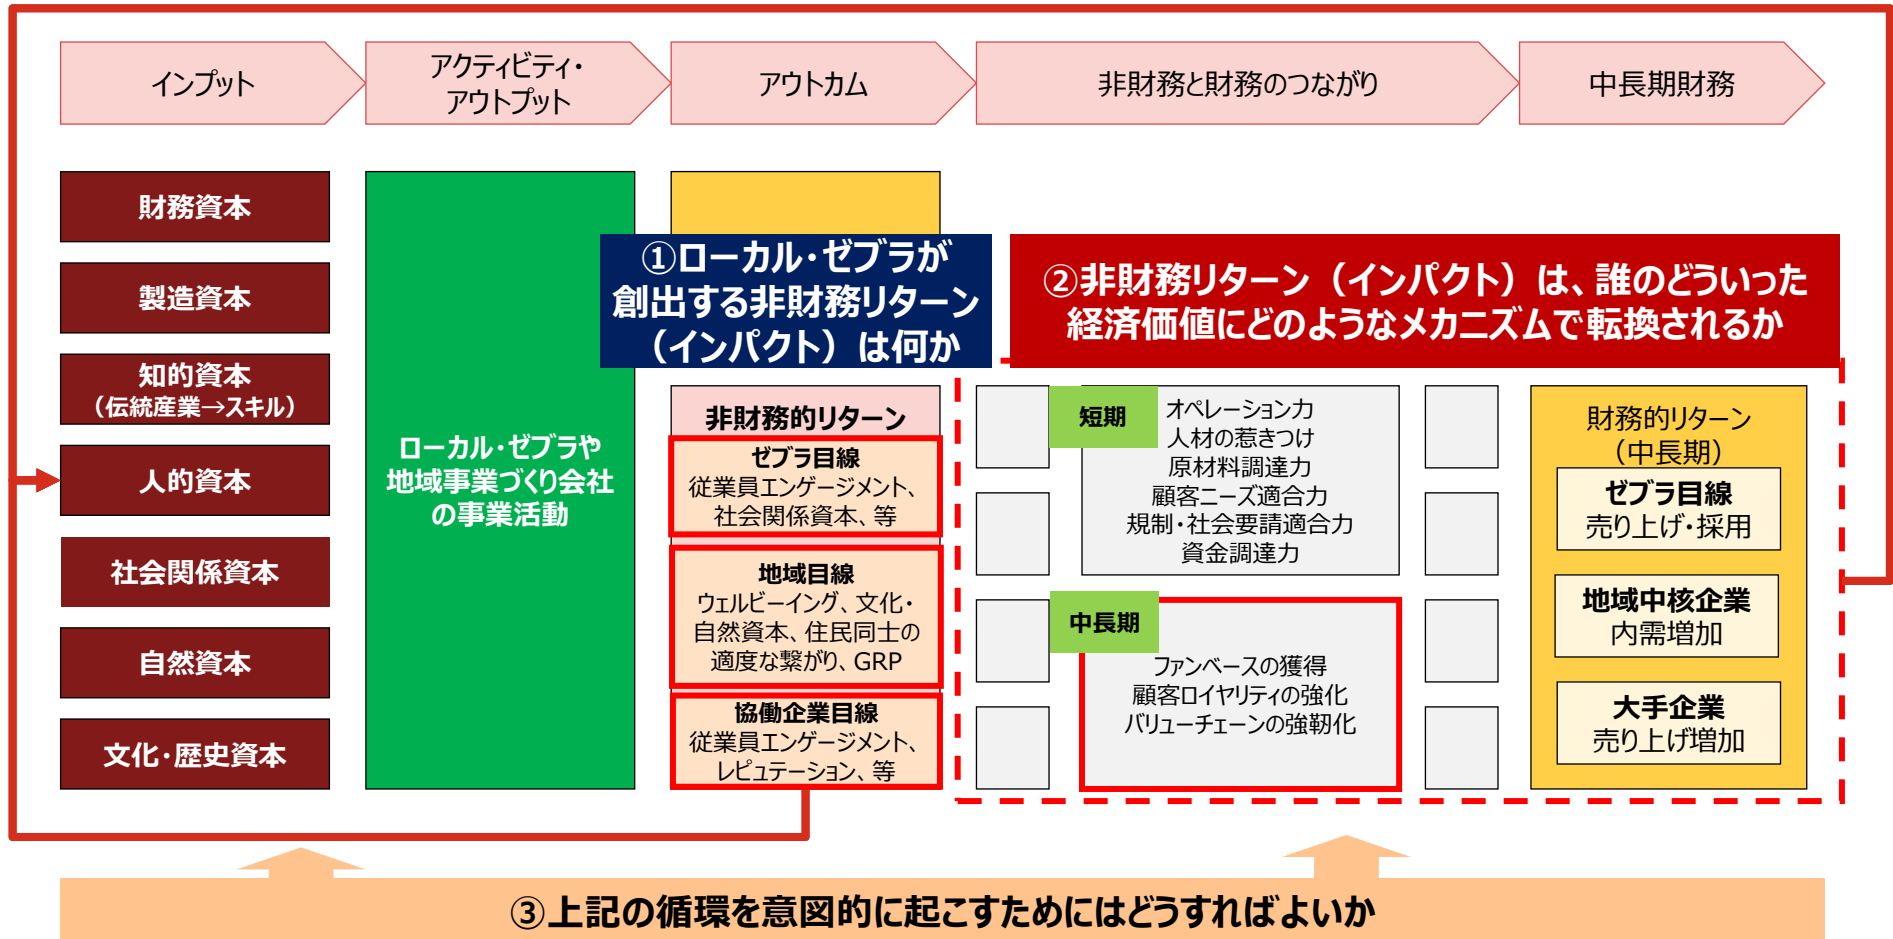 インプット
アクティビティ・
アウトプット
アウトカム
非財務と財務のつながり
中長期財務
財務資本
製造資本
知的資本
（伝統産業→スキル）
人的資本
社会関係資本
自然資本
文化・歴史資本
ローカル・ゼブラや
地域事業づくり会社
の事業活動
①ローカル・ゼブラが
創出する非財務リターン
（インパクト）は何か
非財務的リターン
ゼブラ目線
従業員エンゲージメント、
社会関係資本、等
地域目線
ウェルビーイング、文化・
自然資本、住民同士の
適度な繋がり、GRP
協働企業目線
従業員エンゲージメント、
レピュテーション、等
②非財務リターン（インパクト）は、誰のどういった
経済価値にどのようなメカニズムで転換されるか
短期
オペレーション力
人材の惹きつけ
原材料調達力
顧客ニーズ適合力
規制・社会要請適合力
資金調達力
中長期
ファンベースの獲得
顧客ロイヤリティの強化
バリューチェーンの強靭化
財務的リターン
（中長期）
ゼブラ目線
売り上げ・採用
地域中核企業
内需増加
大手企業
売り上げ増加
③上記の循環を意図的に起こすためにはどうすればよいか